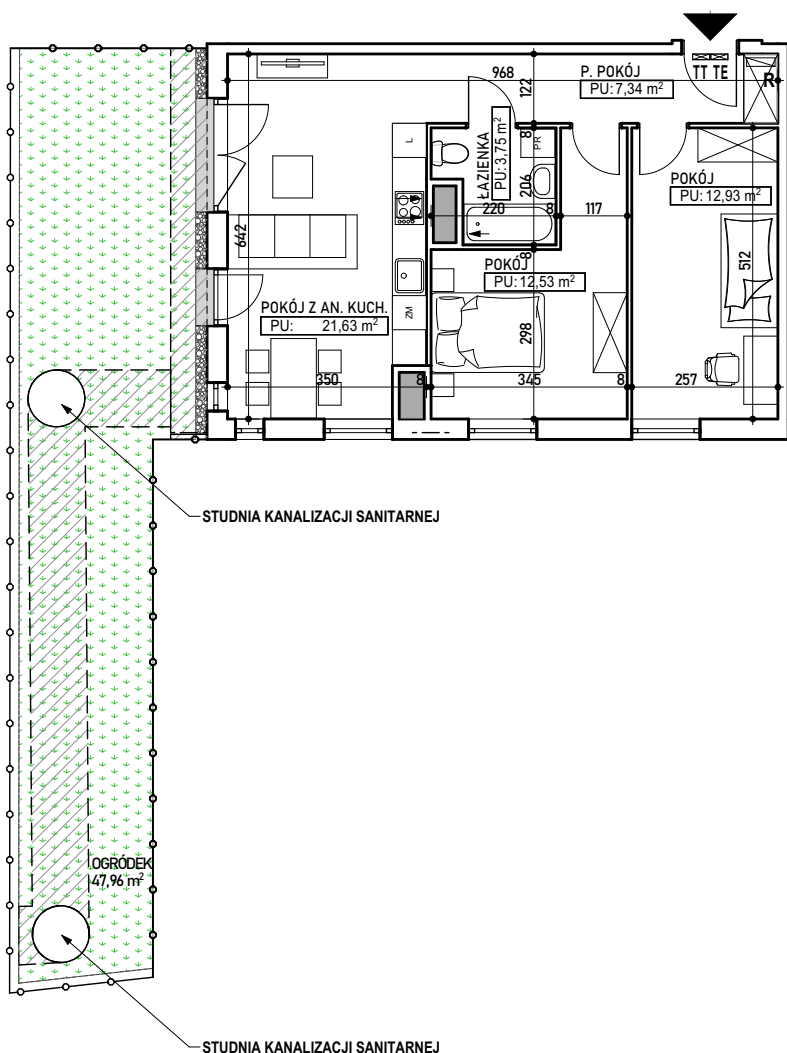 968
P. POKÓJ
PU: 7,34 m²
TT TE
R
122
8
PR
ŁAZIENKA
PU: 3,75 m²
206
220
8
117
8
L
642
POKÓJ
PU: 12,93 m²
512
POKÓJ
PU: 12,53 m²
298
ZM
POKÓJ Z AN. KUCH.
PU: 21,63 m²
350
8
345
8
257
STUDNIA KANALIZACJI SANITARNEJ
OGRÓDEK
47,96 m²
STUDNIA KANALIZACJI SANITARNEJ